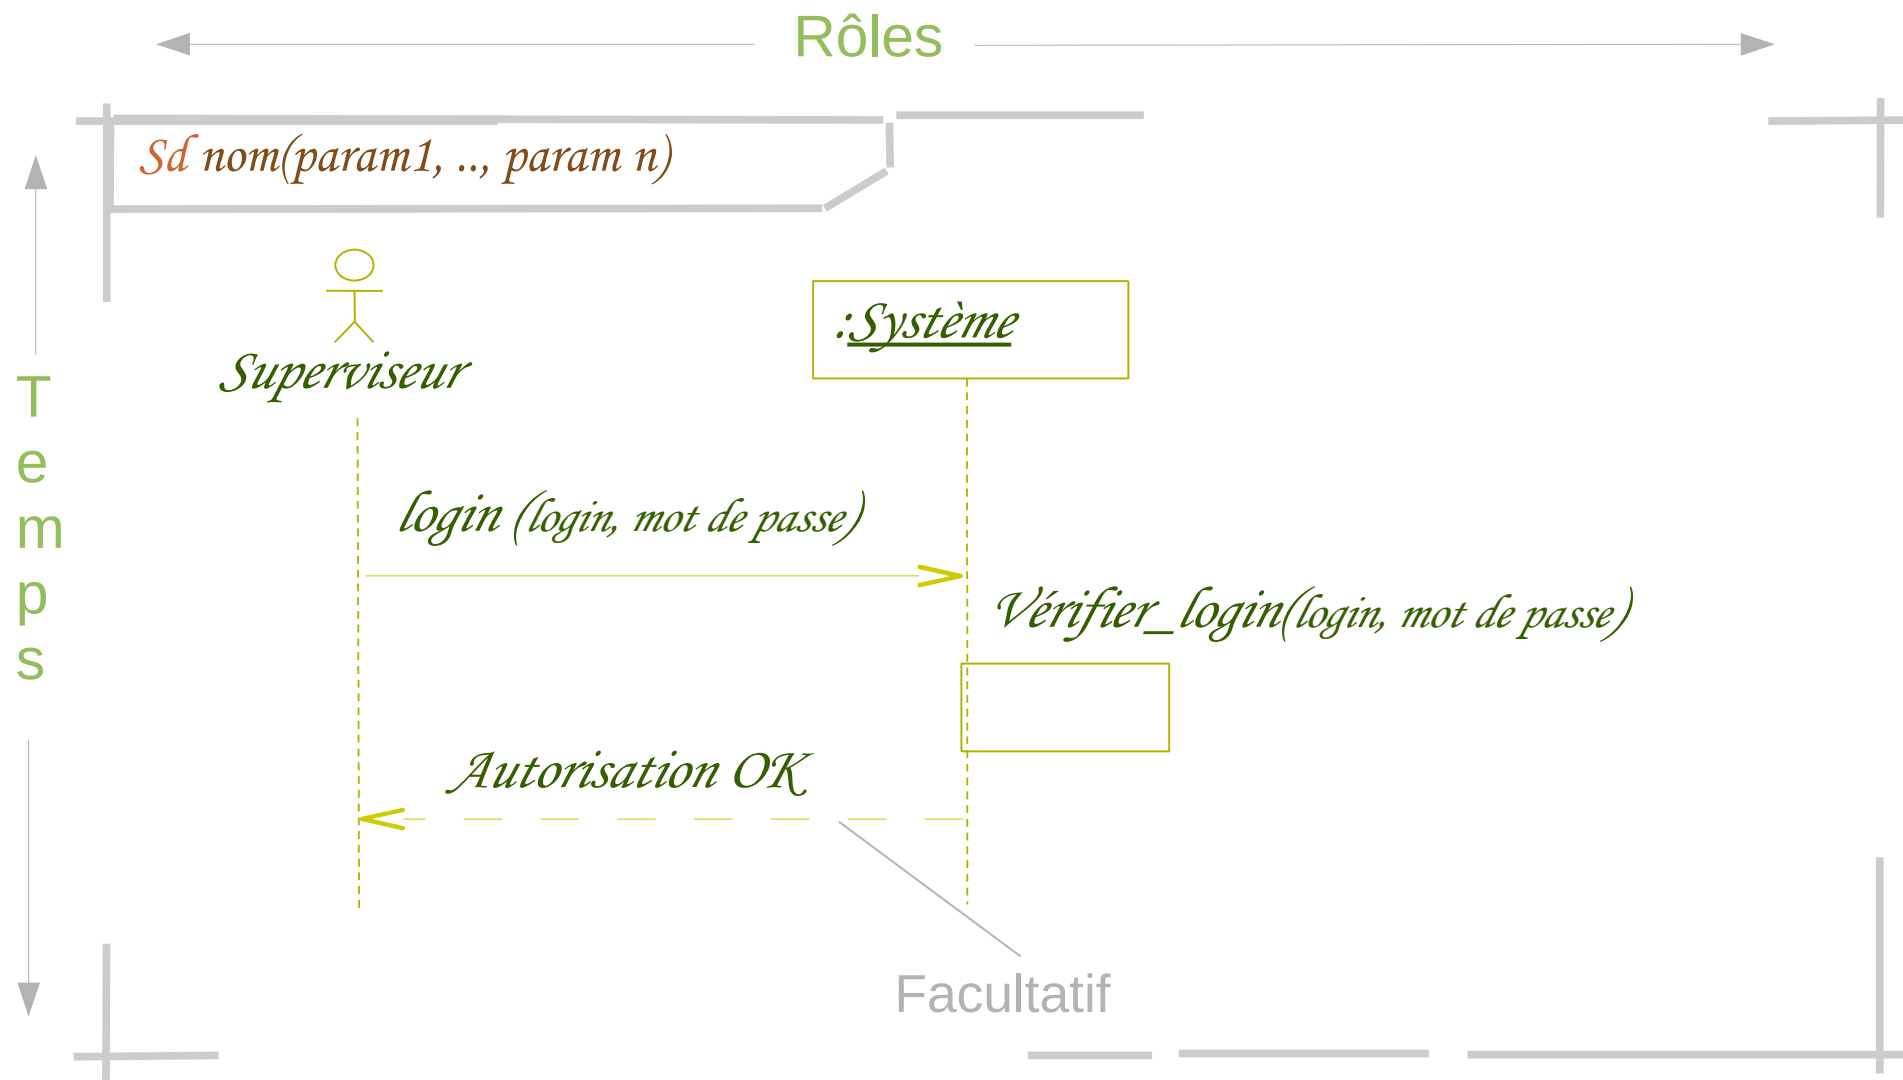 Rôles
Sd nom(param1, .., param n)
Temps
Superviseur
:Système
login (login, mot de passe)
Vérifier_login(login, mot de passe)
Autorisation OK
Facultatif